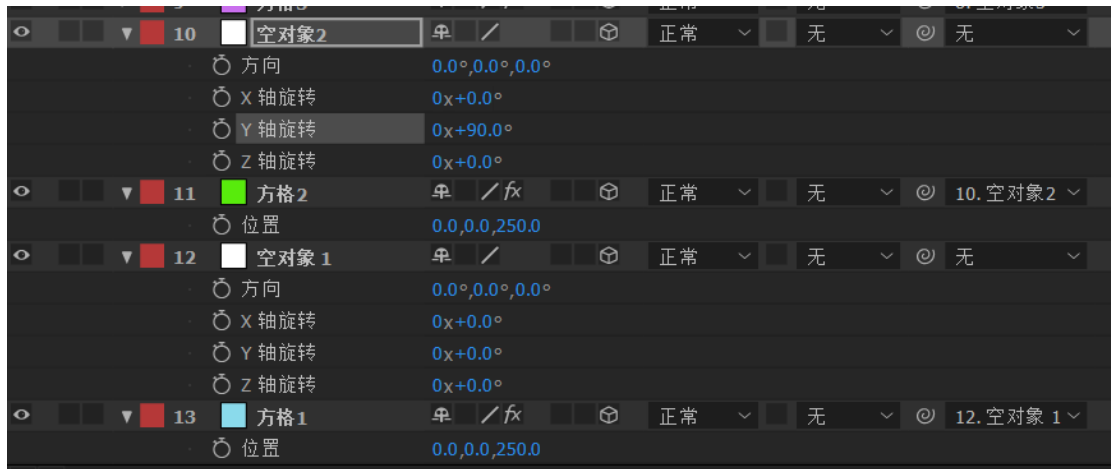 10 空对象2 正常 无 无
方向 0.0°,0.0°,0.0°
X 轴旋转 0x+0.0°
Y 轴旋转 0x+90.0°
Z 轴旋转 0x+0.0°
11 方格2 fx 正常 无 10. 空对象2
位置 0.0,0.0,250.0
12 空对象 1 正常 无 无
方向 0.0°,0.0°,0.0°
X 轴旋转 0x+0.0°
Y 轴旋转 0x+0.0°
Z 轴旋转 0x+0.0°
13 方格1 fx 正常 无 12. 空对象 1
位置 0.0,0.0,250.0